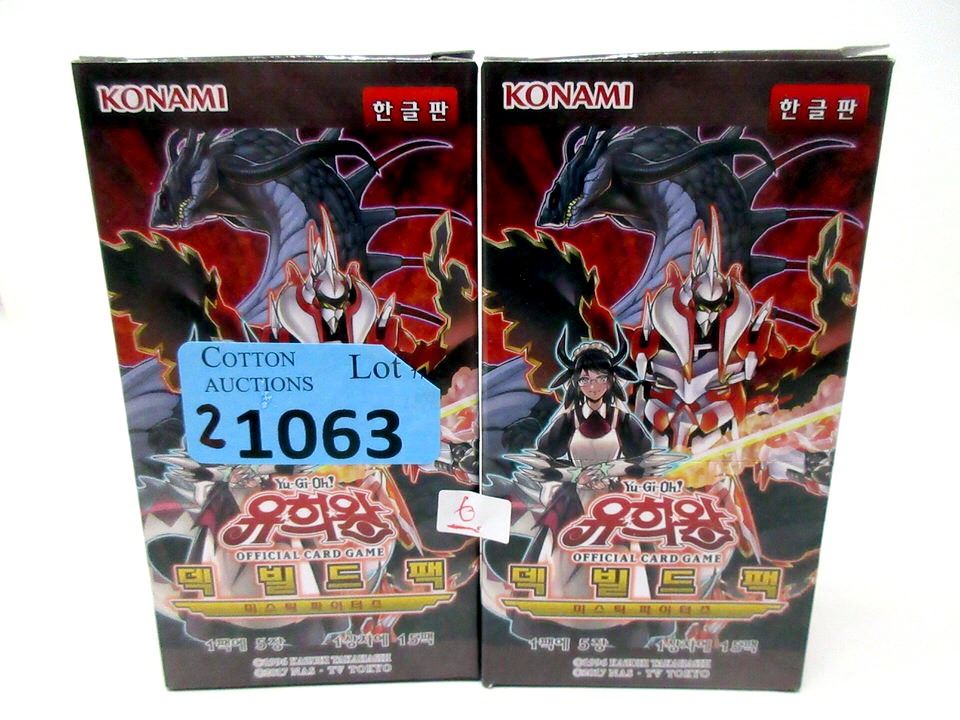 KONAMI
한글판
COTTON
AUCTIONS
Lot #
2 1063
6
Yu-Gi-Oh!
유희왕
OFFICIAL CARD GAME
덱 빌드 팩
미스틱 파이터즈
1팩에 5장 1상자에 15팩
©1996 KAZUKI TAKAHASHI
©2017 NAS・TV TOKYO
KONAMI
한글판
Yu-Gi-Oh!
유희왕
OFFICIAL CARD GAME
덱 빌드 팩
미스틱 파이터즈
1팩에 5장 1상자에 15팩
©1996 KAZUKI TAKAHASHI
©2017 NAS・TV TOKYO